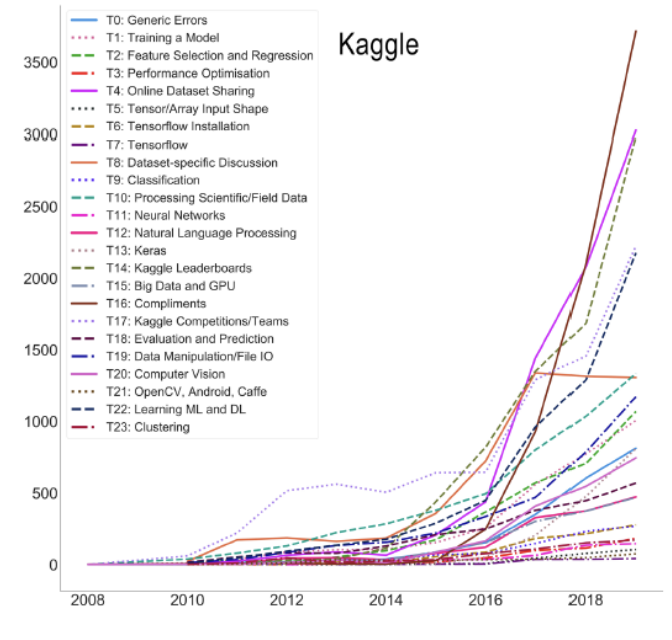 Kaggle
T0: Generic Errors
T1: Training a Model
T2: Feature Selection and Regression
T3: Performance Optimisation
T4: Online Dataset Sharing
T5: Tensor/Array Input Shape
T6: Tensorflow Installation
T7: Tensorflow
T8: Dataset-specific Discussion
T9: Classification
T10: Processing Scientific/Field Data
T11: Neural Networks
T12: Natural Language Processing
T13: Keras
T14: Kaggle Leaderboards
T15: Big Data and GPU
T16: Compliments
T17: Kaggle Competitions/Teams
T18: Evaluation and Prediction
T19: Data Manipulation/File IO
T20: Computer Vision
T21: OpenCV, Android, Caffe
T22: Learning ML and DL
T23: Clustering
3500
3000
2500
2000
1500
1000
500
0
2008 2010 2012 2014 2016 2018